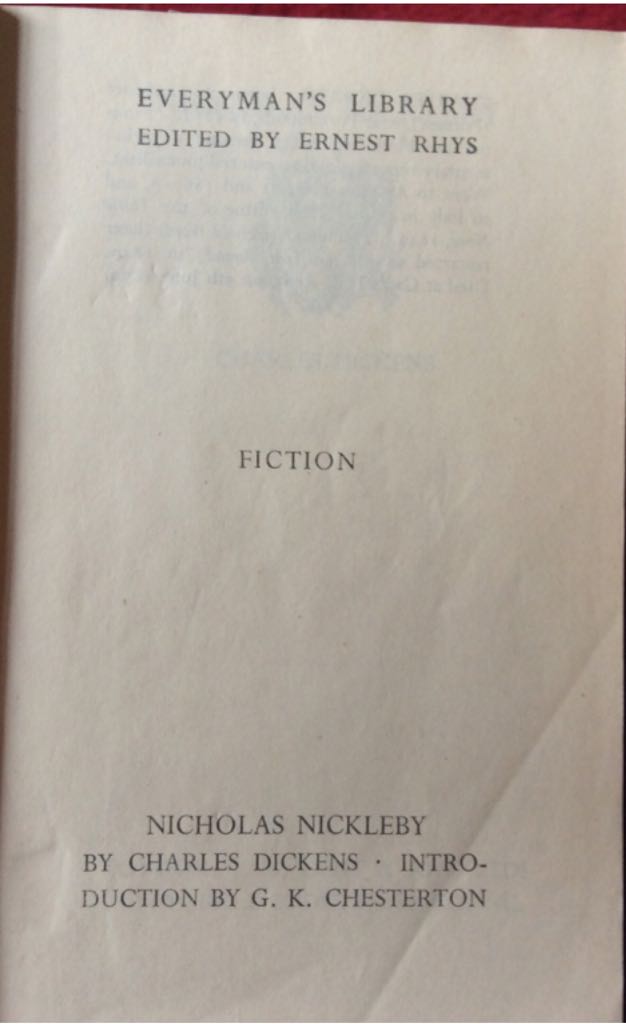 EVERYMAN'S LIBRARY
EDITED BY ERNEST RHYS
FICTION
NICHOLAS NICKLEBY
BY CHARLES DICKENS · INTRO-
DUCTION BY G. K. CHESTERTON